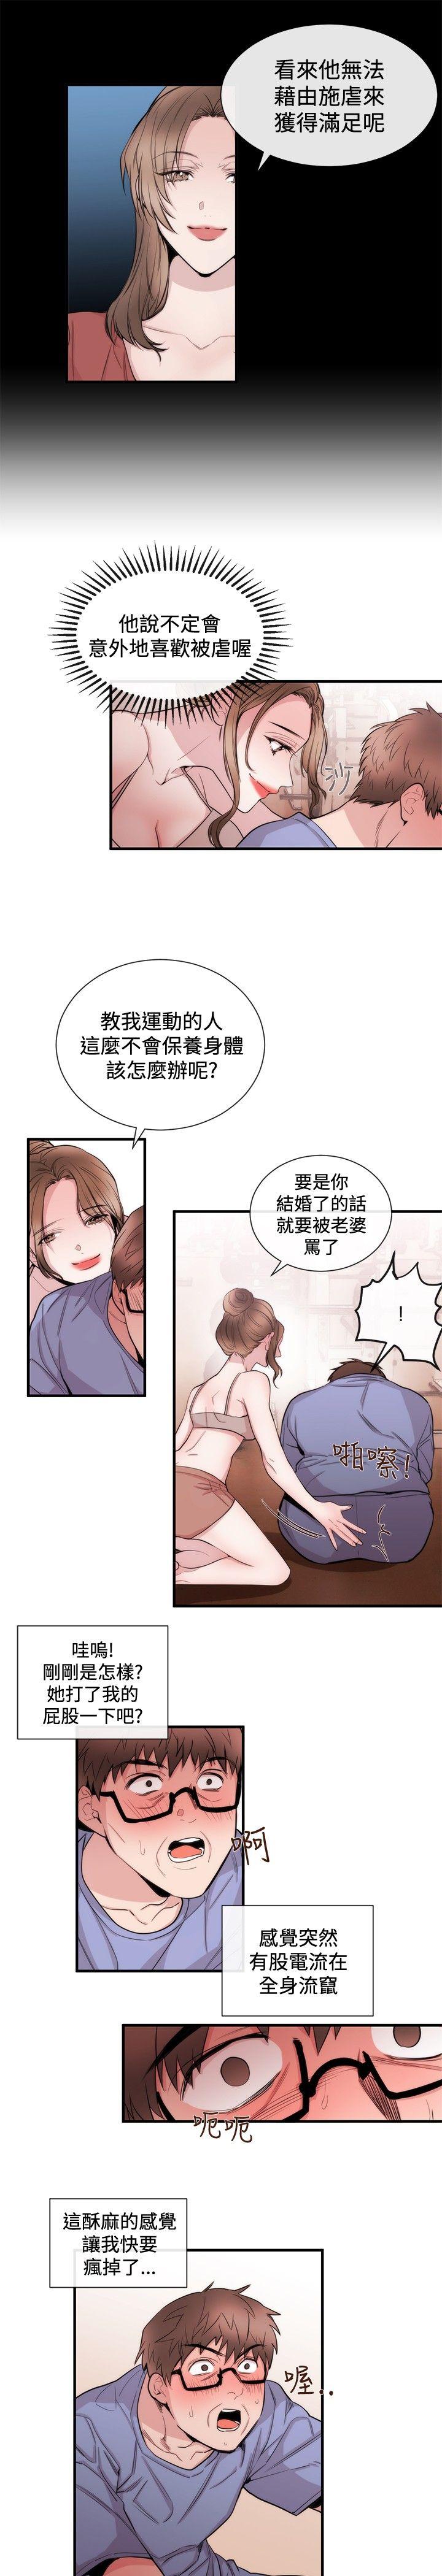 看來他無法
藉由施虐來
獲得滿足呢
他說不定會
意外地喜歡被虐喔
沙
教我運動的人
這麼不會保養身體
該怎麼辦呢?
要是你
結婚了的話
就要被老婆
罵了
!
啪嚓!
哇嗚!
剛剛是怎樣?
她打了我的
屁股一下吧?
啊
感覺突然
有股電流在
全身流竄
呃呃
這酥麻的感覺
讓我快要
瘋掉了...
喔..